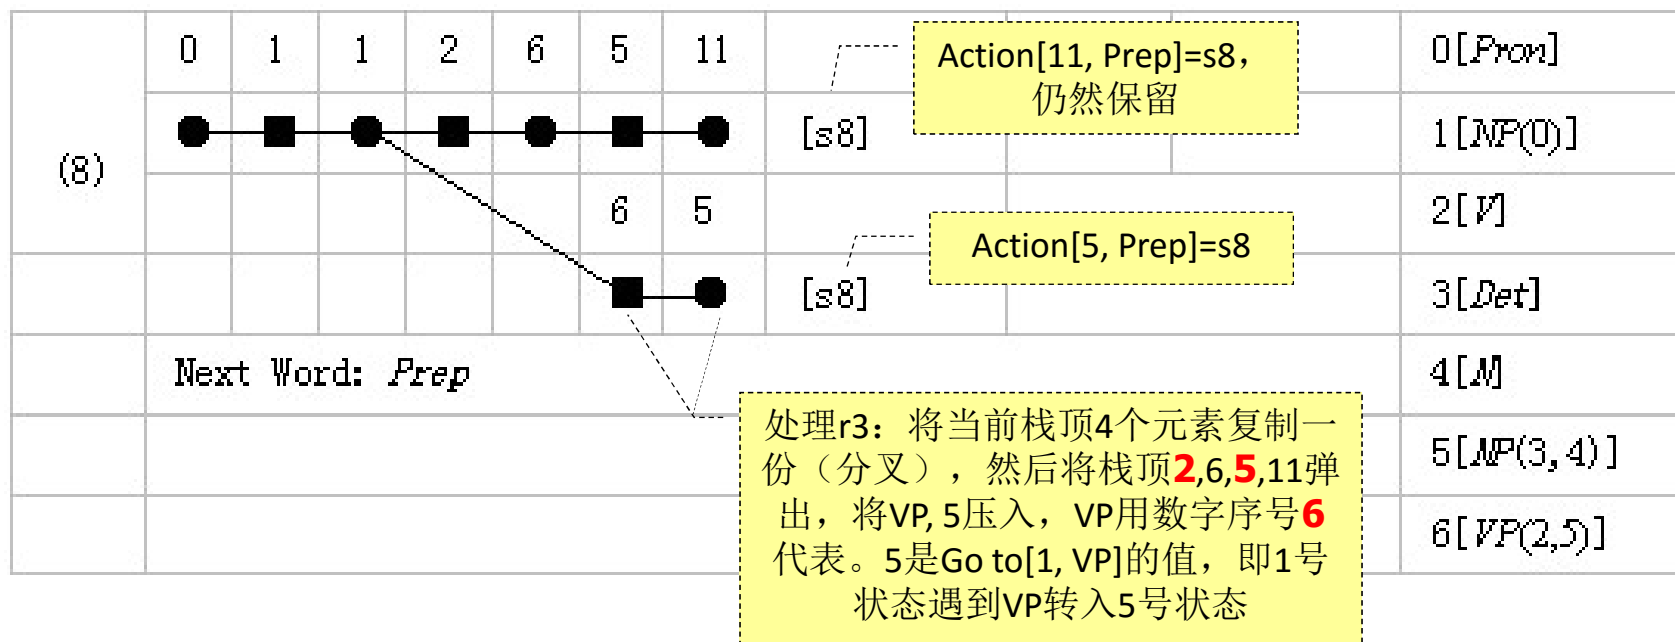 0 1 1 2 6 5 11
Action[11, Prep]=s8，
仍然保留
0[Pron]
(8)
[s8]
1[NP(0)]
6 5
Action[5, Prep]=s8
2[V]
[s8]
3[Det]
Next Word: Prep
4[N]
处理r3：将当前栈顶4个元素复制一
份（分叉），然后将栈顶2,6,5,11弹
出，将VP, 5压入，VP用数字序号6
代表。5是Go to[1, VP]的值，即1号
状态遇到VP转入5号状态
5[NP(3,4)]
6[VP(2,5)]